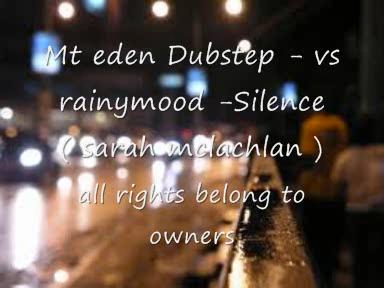 Mt eden Dubstep - vs
rainymood -Silence
( sarah mclachlan )
all rights belong to
owners